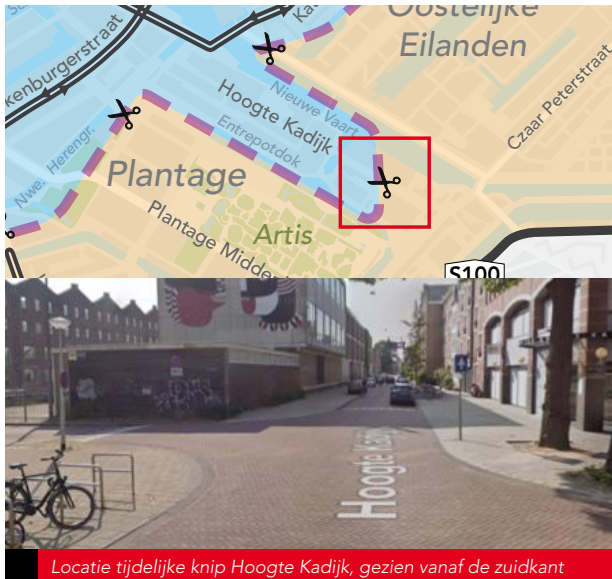 Oostelijke
Eilanden
kenburgerstraat
Ka
Hoogte Kadijk
Nieuwe Vaart
Entrepotdok
Czaar Peterstraat
Nwe. Herengr.
Plantage
Plantage Midde
Artis
S100
Hoogte Kadijk
Locatie tijdelijke knip Hoogte Kadijk, gezien vanaf de zuidkant